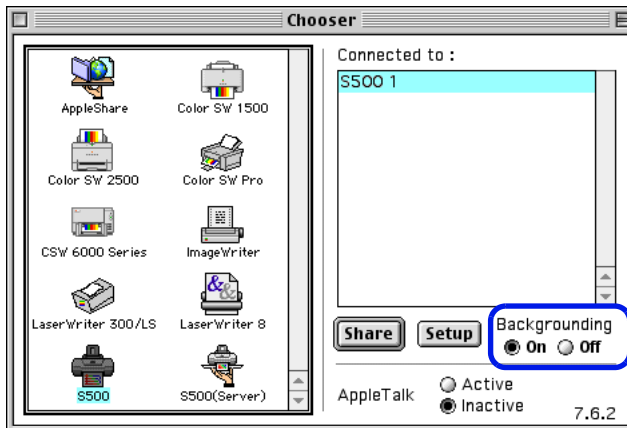 Chooser
AppleShare
Color SW 1500
Color SW 2500
Color SW Pro
CSW 6000 Series
ImageWriter
LaserWriter 300/LS
LaserWriter 8
S500
S500(Server)
Connected to :
S500 1
Share
Setup
Backgrounding
On Off
AppleTalk
Active
Inactive
7.6.2